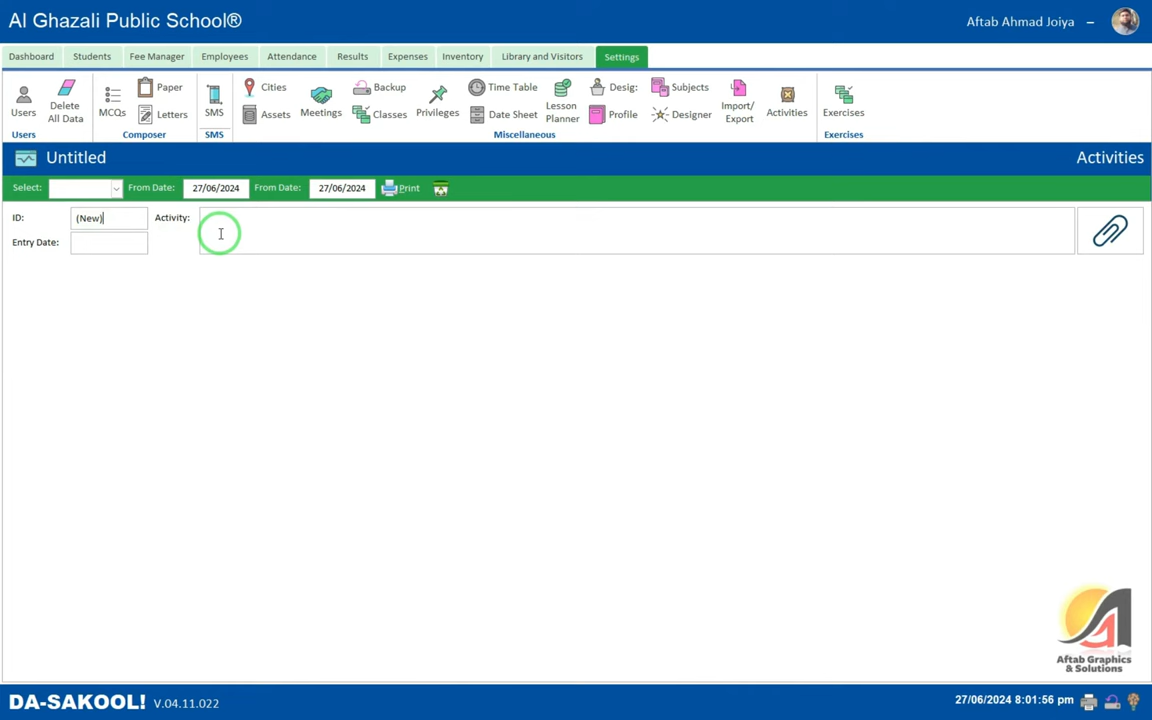 Al Ghazali Public School®
Aftab Ahmad Joiya
Dashboard Students Fee Manager Employees Attendance Results Expenses Inventory Library and Visitors Settings
Users
Delete All Data
Users
MCQs
Paper
Letters
Composer
SMS
SMS
Cities
Assets
Meetings
Backup
Classes
Privileges
Time Table
Date Sheet
Lesson Planner
Desig:
Profile
Subjects
Designer
Import/ Export
Activities
Miscellaneous
Exercises
Exercises
Untitled
Activities
Select: From Date: 27/06/2024 From Date: 27/06/2024 Print
ID: (New) Activity:
Entry Date:
Aftab Graphics
& Solutions
DA-SAKOOL! V.04.11.022
27/06/2024 8:01:56 pm